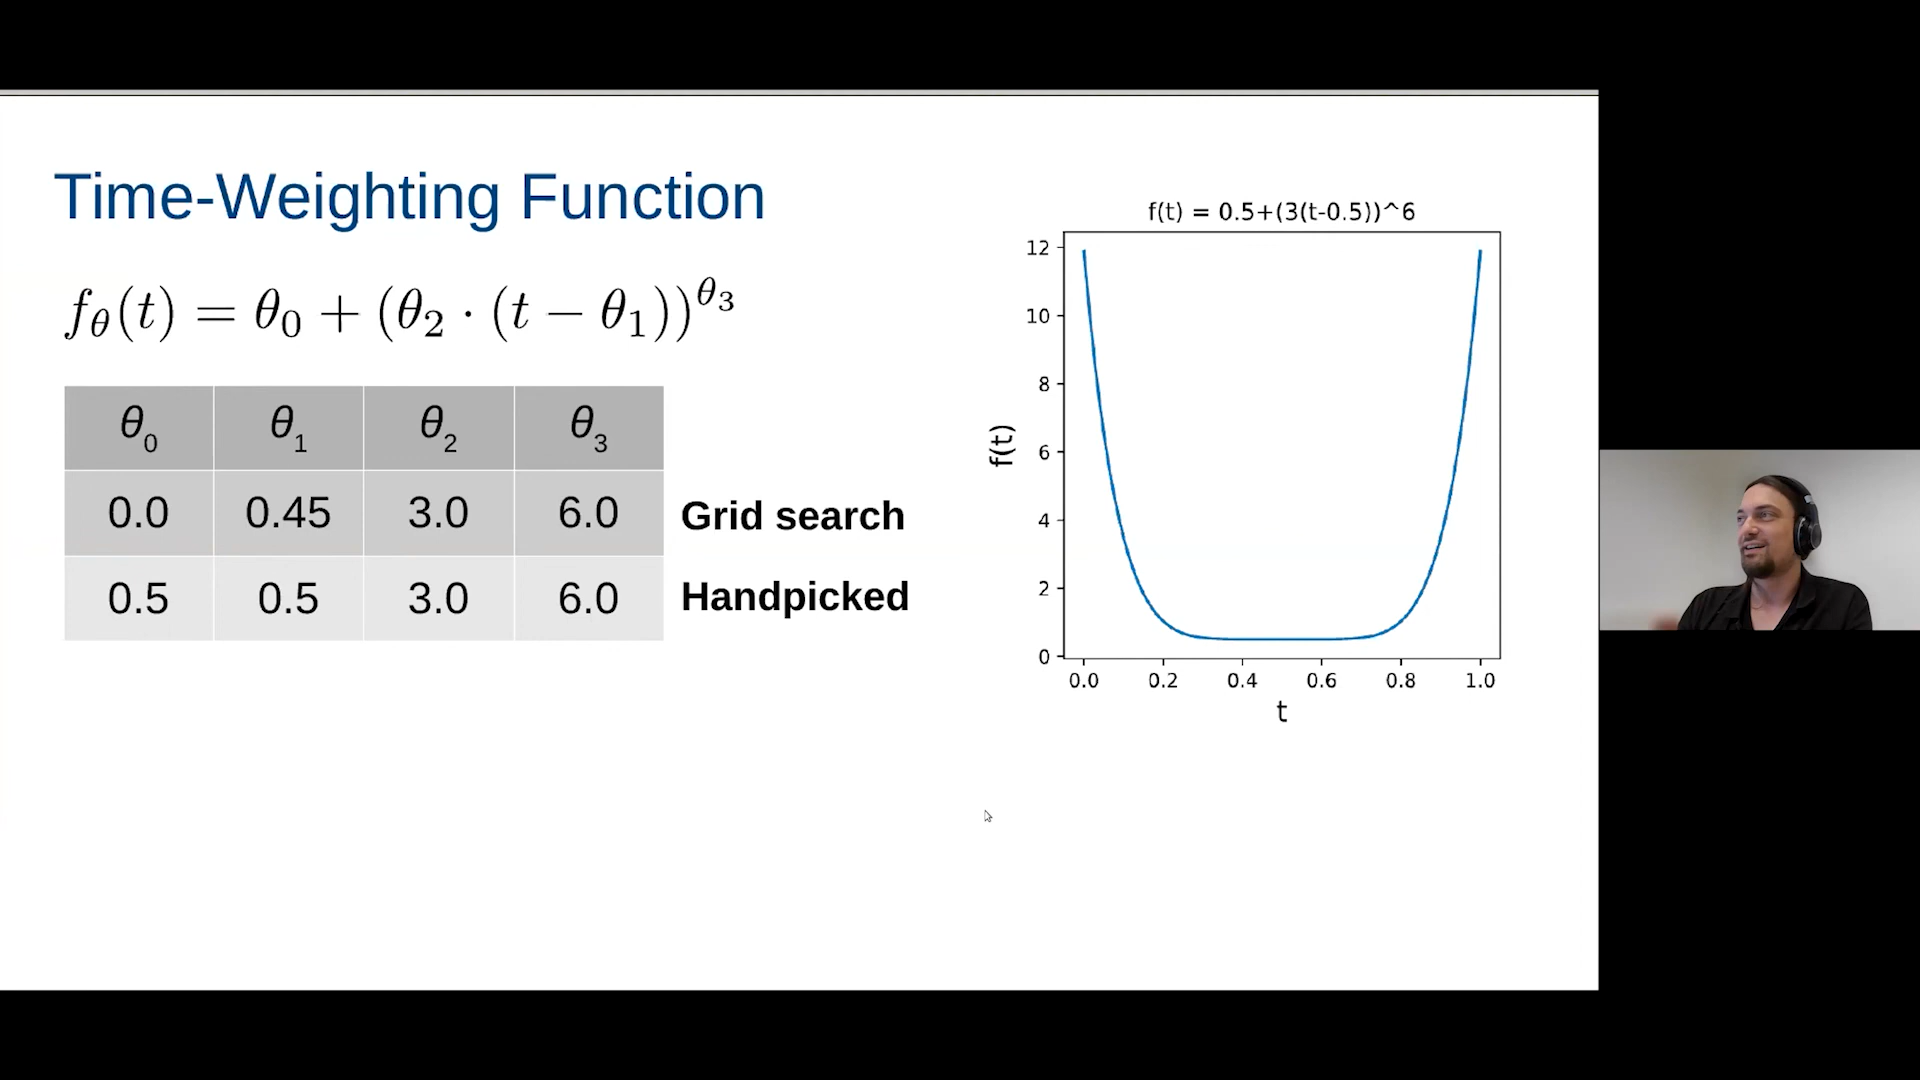 Time-Weighting Function
f_θ(t) = θ_0 + (θ_2 · (t − θ_1))^θ_3
θ_0 θ_1 θ_2 θ_3
0.0 0.45 3.0 6.0 Grid search
0.5 0.5 3.0 6.0 Handpicked
f(t) = 0.5+(3(t-0.5))^6
12
10
8
6
4
2
0
f(t)
0.0 0.2 0.4 0.6 0.8 1.0
t